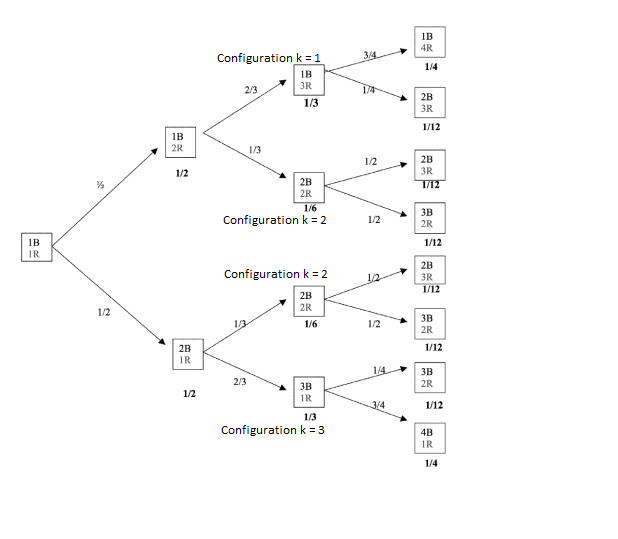 1B
4R
3/4
Configuration k = 1
1/4
1B
3R
2/3
1/4
2B
3R
1/3
1/12
1B
2R
1/3
1/2
2B
3R
1/2
2B
2R
1/12
½
1/6
3B
2R
Configuration k = 2
1/2
1B
1R
1/12
2B
3R
Configuration k = 2
1/2
1/12
2B
2R
1/2
1/3
1/6
1/2
3B
2R
2B
1R
1/12
1/4
3B
2R
2/3
3B
1R
1/2
3/4
1/12
1/3
Configuration k = 3
4B
1R
1/4